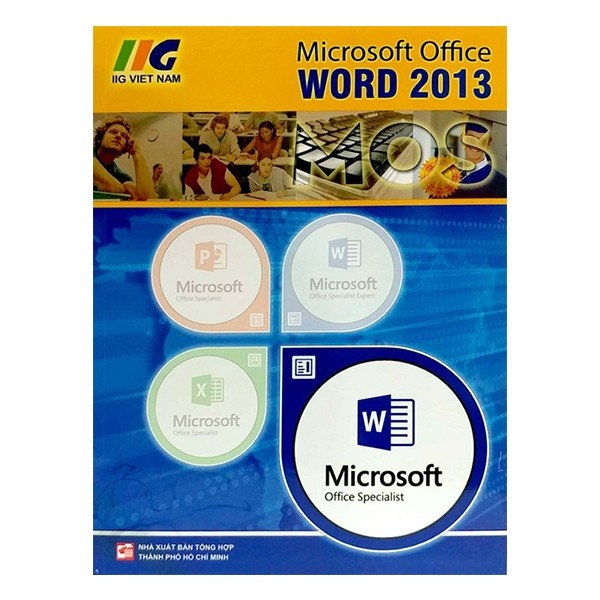 IIG
IIG VIET NAM
Microsoft Office
WORD 2013
MOS
P
Microsoft
Office Specialist
W
Microsoft
Office Specialist Expert
X
Microsoft
Office Specialist
W
Microsoft
Office Specialist
NHÀ XUẤT BẢN TỔNG HỢP
THÀNH PHỐ HỒ CHÍ MINH